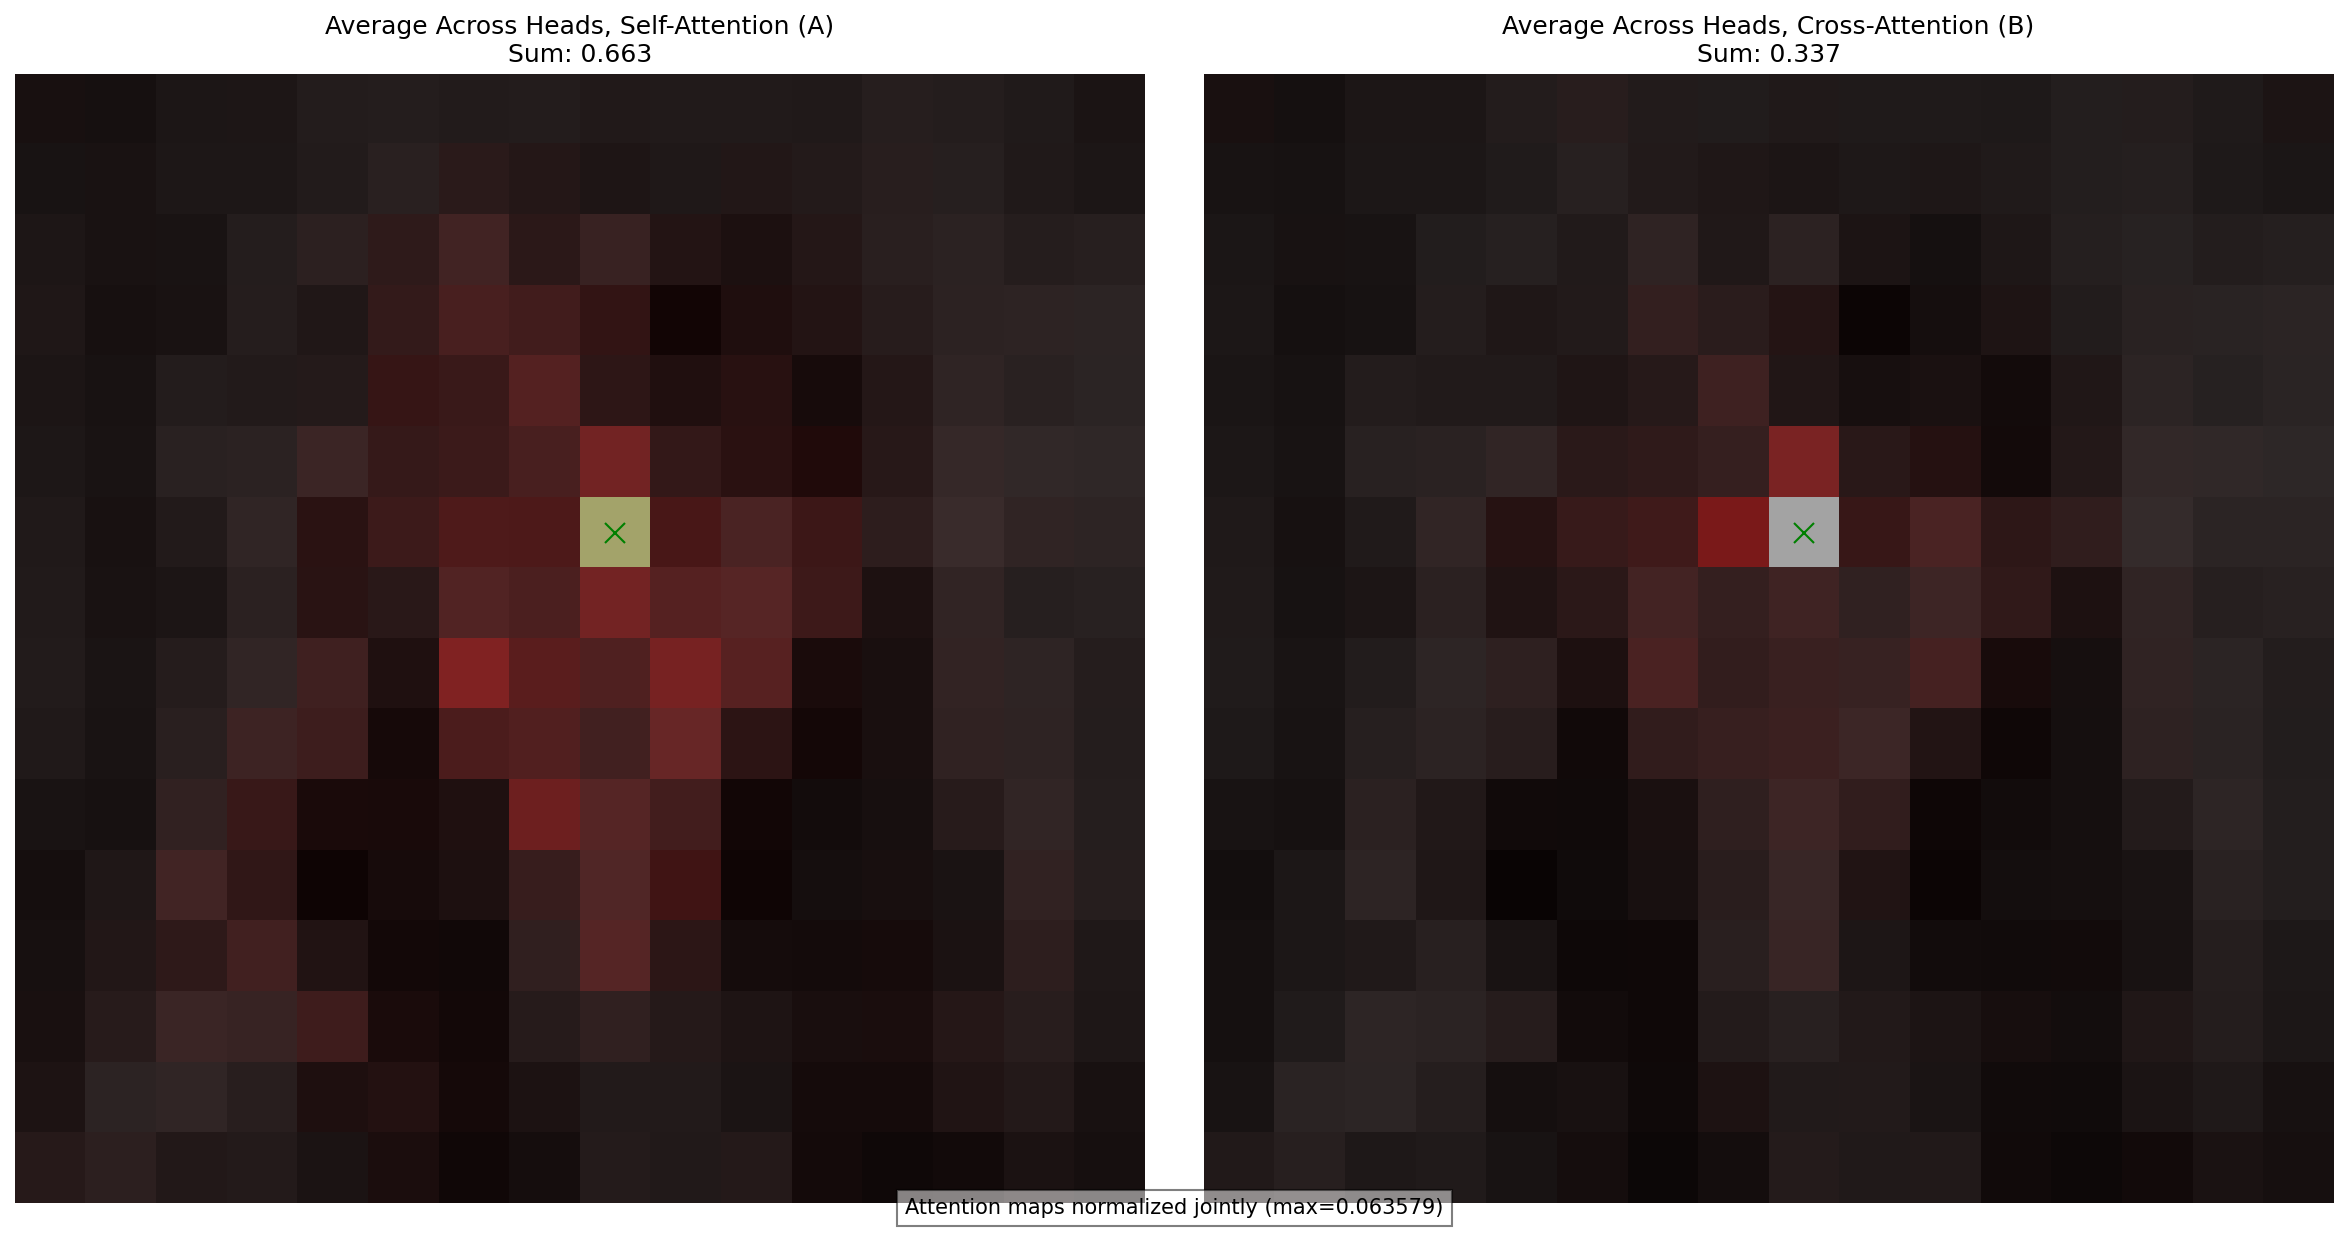 Average Across Heads, Self-Attention (A)
Sum: 0.663
Average Across Heads, Cross-Attention (B)
Sum: 0.337
Attention maps normalized jointly (max=0.063579)